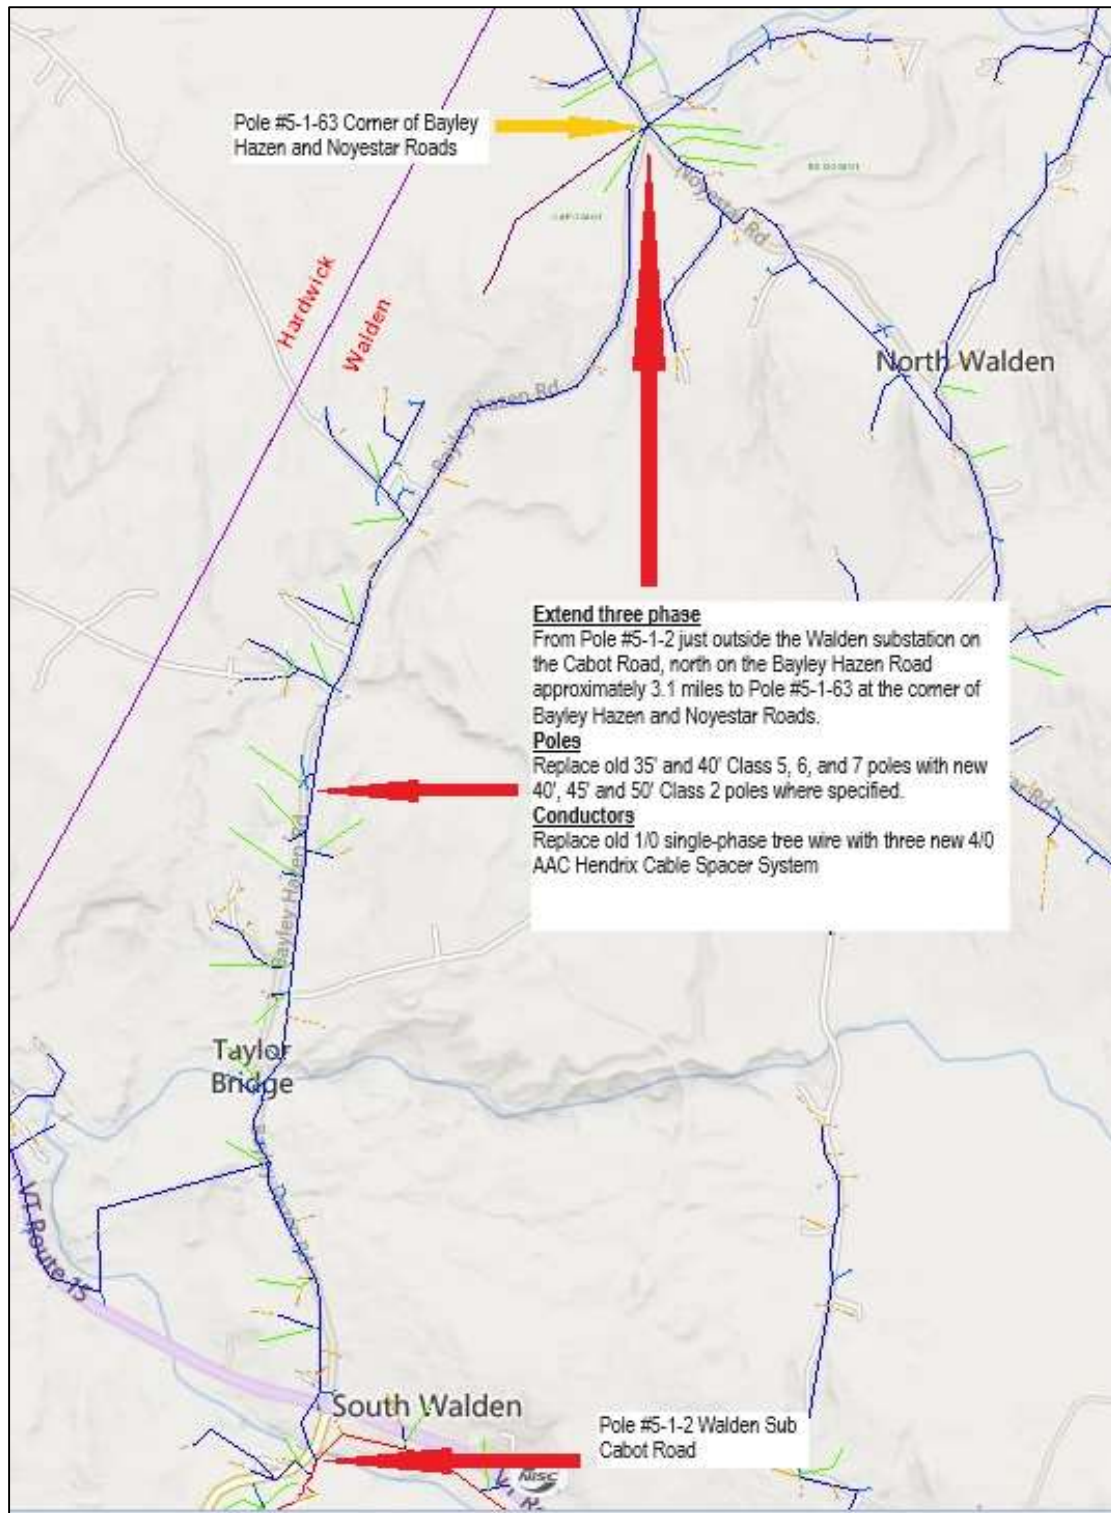 Pole #5-1-63 Corner of Bayley
Hazen and Noyestar Roads
Noyestar Rd
Hardwick
Walden
North Walden
Bayley Hazen Rd
Extend three phase
From Pole #5-1-2 just outside the Walden substation on
the Cabot Road, north on the Bayley Hazen Road
approximately 3.1 miles to Pole #5-1-63 at the corner of
Bayley Hazen and Noyestar Roads.
Poles
Replace old 35' and 40' Class 5, 6, and 7 poles with new
40', 45' and 50' Class 2 poles where specified.
Conductors
Replace old 1/0 single-phase tree wire with three new 4/0
AAC Hendrix Cable Spacer System
Rd
Bayley Hazen Rd
Taylor
Bridge
VT Route 15
South Walden
Pole #5-1-2 Walden Sub
Cabot Road
NISC